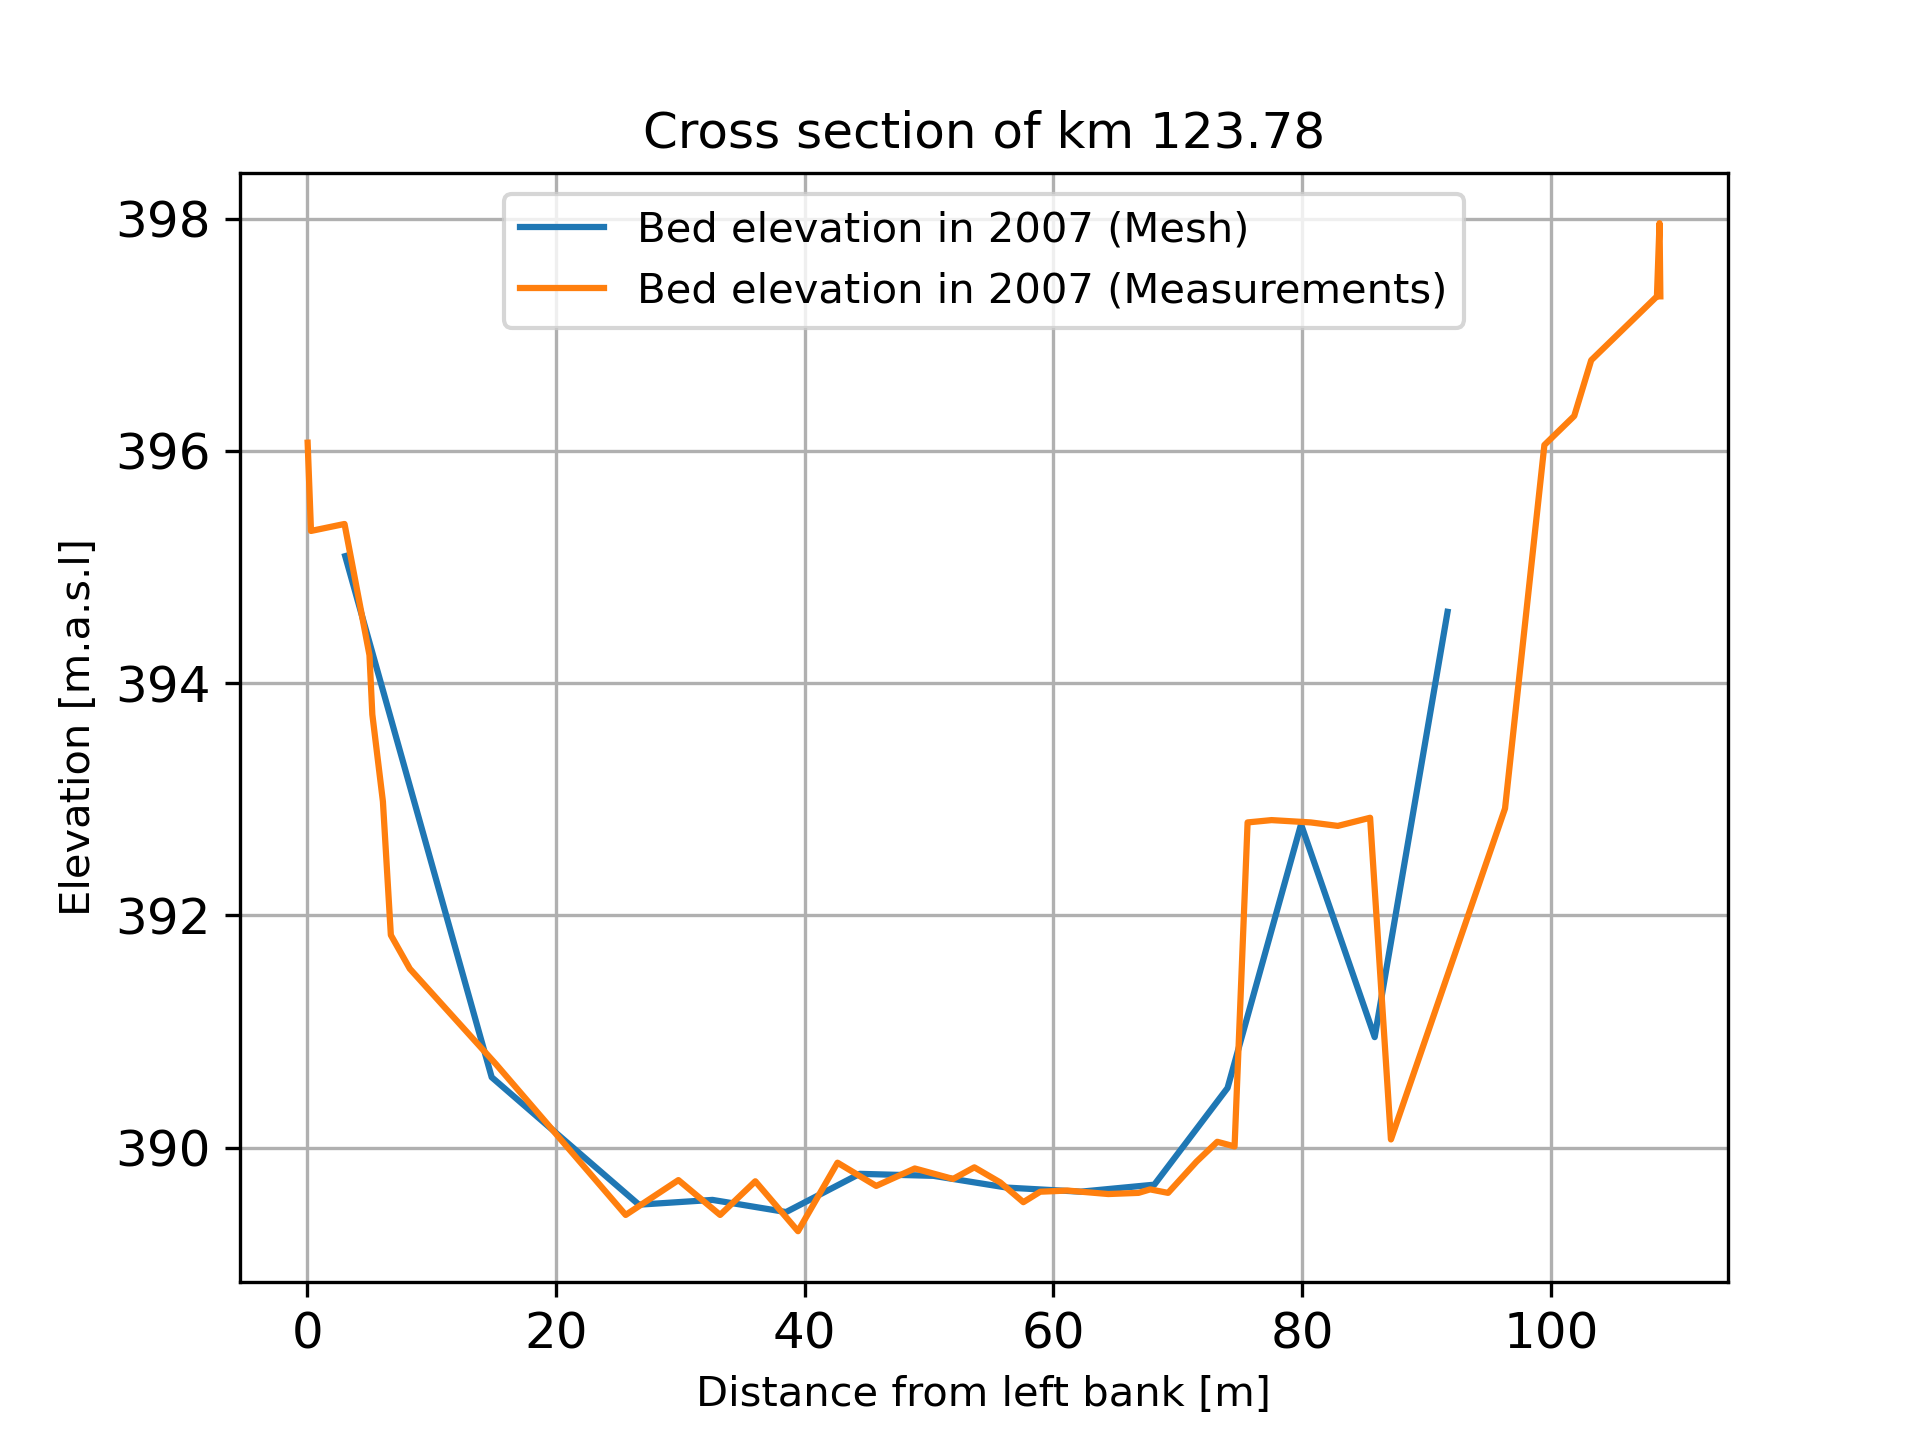 Cross section of km 123.78
Bed elevation in 2007 (Mesh)
Bed elevation in 2007 (Measurements)
398
396
394
392
390
Elevation [m.a.s.l]
0 20 40 60 80 100
Distance from left bank [m]